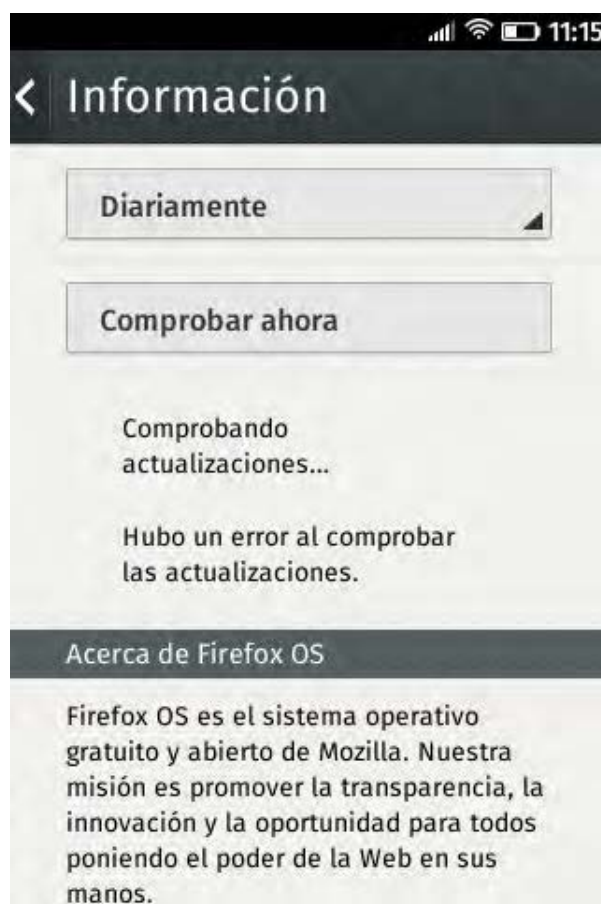 11:15
Información
Diariamente
Comprobar ahora
Comprobando
actualizaciones...
Hubo un error al comprobar
las actualizaciones.
Acerca de Firefox OS
Firefox OS es el sistema operativo
gratuito y abierto de Mozilla. Nuestra
misión es promover la transparencia, la
innovación y la oportunidad para todos
poniendo el poder de la Web en sus
manos.